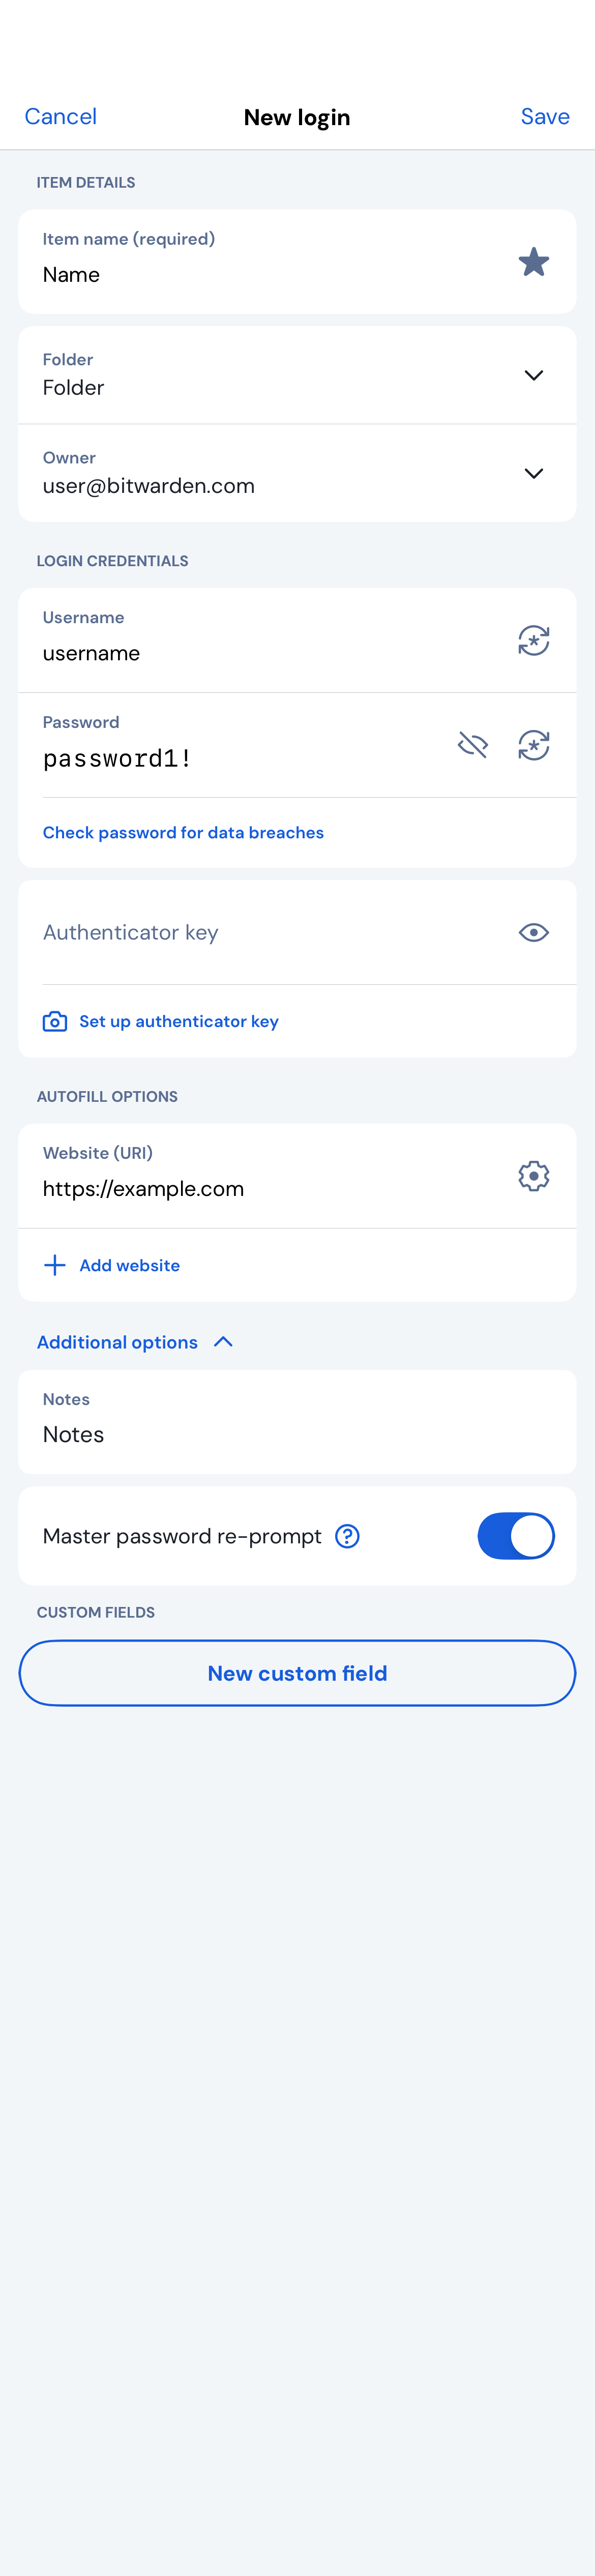 Cancel
New login
Save
ITEM DETAILS
Item name (required)
Name
Folder
Folder
Owner
user@bitwarden.com
LOGIN CREDENTIALS
Username
username
Password
password1!
Check password for data breaches
Authenticator key
Set up authenticator key
AUTOFILL OPTIONS
Website (URI)
https://example.com
Add website
Additional options
Notes
Notes
Master password re-prompt
CUSTOM FIELDS
New custom field